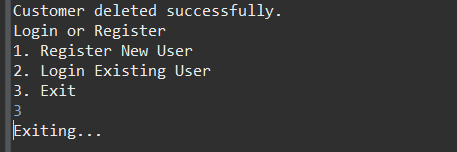 Customer deleted successfully.
Login or Register
1. Register New User
2. Login Existing User
3. Exit
3
Exiting...